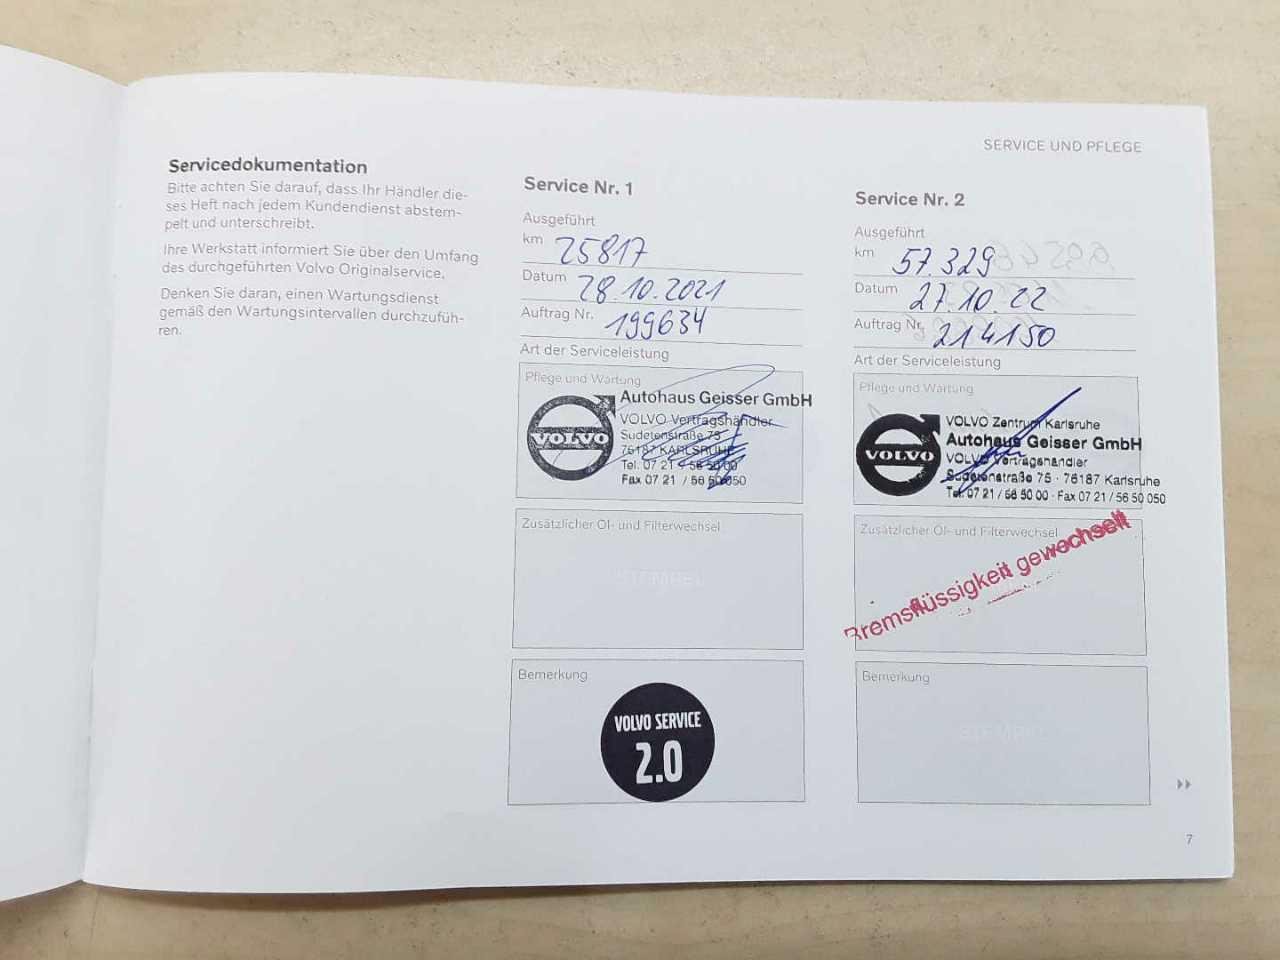 SERVICE UND PFLEGE
Servicedokumentation
Bitte achten Sie darauf, dass Ihr Händler die-
ses Heft nach jedem Kundendienst abstem-
pelt und unterschreibt.
Ihre Werkstatt informiert Sie über den Umfang
des durchgeführten Volvo Originalservice.
Denken Sie daran, einen Wartungsdienst
gemäß den Wartungsintervallen durchzufüh-
ren.
Service Nr. 1
Ausgeführt
km 25817
Datum 28.10.2021
Auftrag Nr. 199634
Art der Serviceleistung
Pflege und Wartung
VOLVO
Autohaus Geisser GmbH
VOLVO Vertragshändler
Sudetenstraße 75
76187 KARLSRUHE
Tel. 07 21 / 56 50 00
Fax 07 21 / 56 50 050
Zusätzlicher Öl- und Filterwechsel
STEMPEL
Bemerkung
VOLVO SERVICE
2.0
Service Nr. 2
Ausgeführt
km 57.329
Datum 27.10.22
Auftrag Nr. 214150
Art der Serviceleistung
Pflege und Wartung
VOLVO
VOLVO Zentrum Karlsruhe
Autohaus Geisser GmbH
VOLVO Vertragshändler
Sudetenstraße 75 · 76187 Karlsruhe
Tel. 07 21 / 56 50 00 · Fax 07 21 / 56 50 050
Zusätzlicher Öl- und Filterwechsel
Bremsflüssigkeit gewechselt
Bemerkung
STEMPEL
7